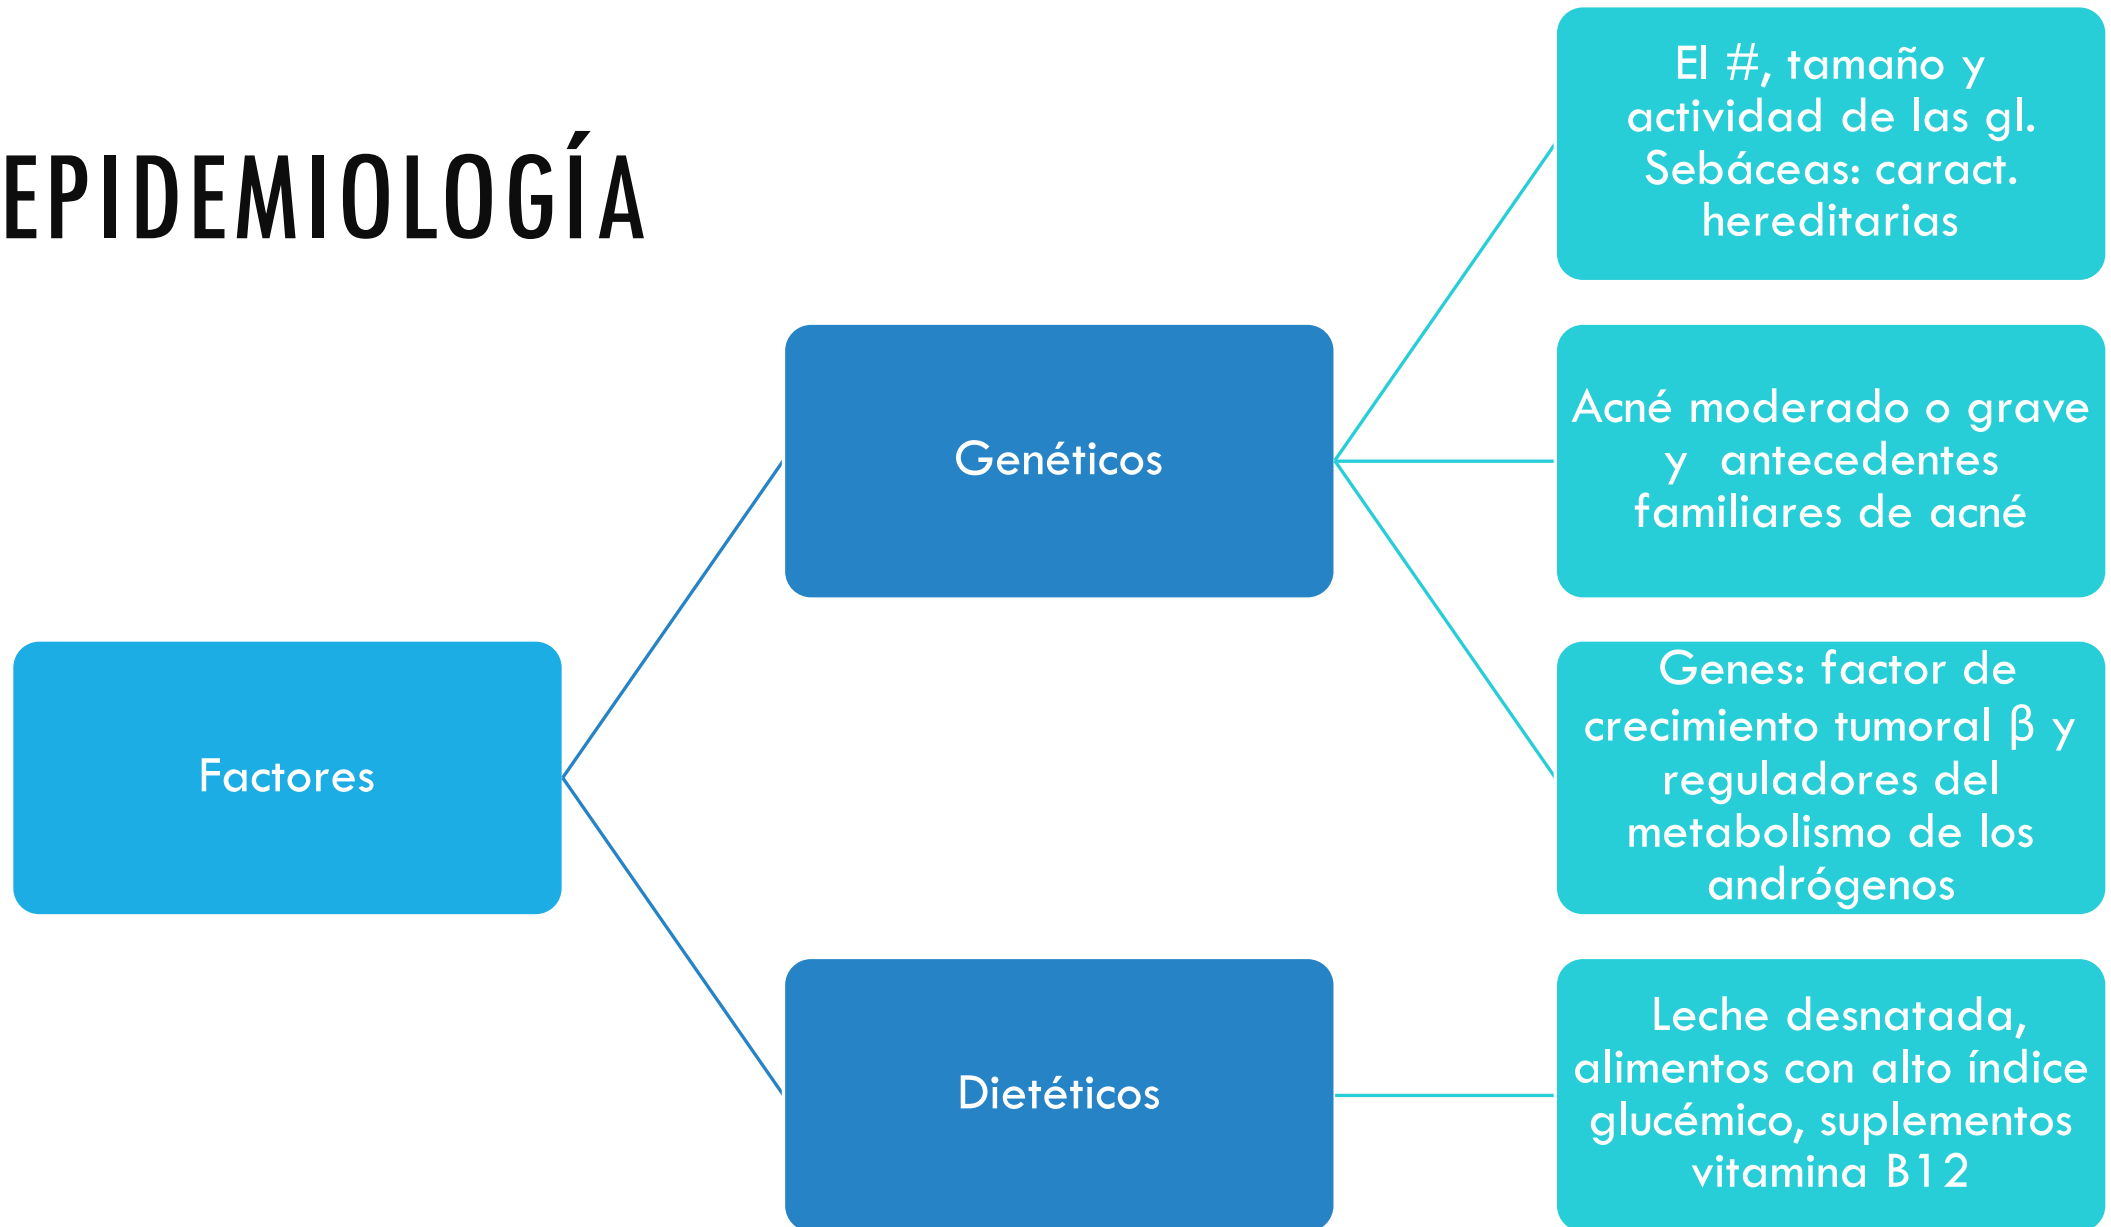 EPIDEMIOLOGÍA
Factores
Genéticos
El #, tamaño y
actividad de las gl.
Sebáceas: caract.
hereditarias
Acné moderado o grave
y antecedentes
familiares de acné
Genes: factor de
crecimiento tumoral β y
reguladores del
metabolismo de los
andrógenos
Dietéticos
Leche desnatada,
alimentos con alto índice
glucémico, suplementos
vitamina B12